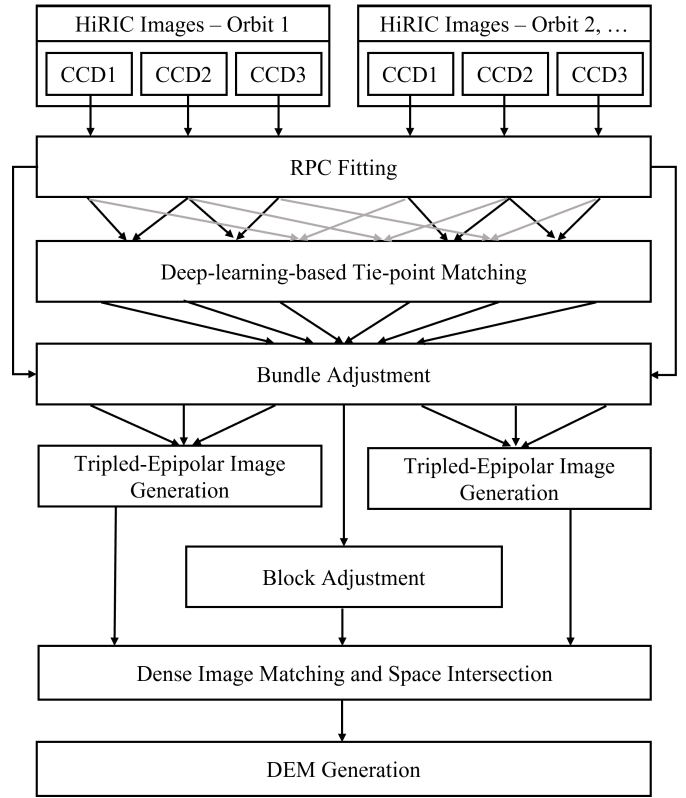 HiRIC Images – Orbit 1
HiRIC Images – Orbit 2, …
CCD1
CCD2
CCD3
CCD1
CCD2
CCD3
RPC Fitting
Deep-learning-based Tie-point Matching
Bundle Adjustment
Tripled-Epipolar Image
Generation
Tripled-Epipolar Image
Generation
Block Adjustment
Dense Image Matching and Space Intersection
DEM Generation